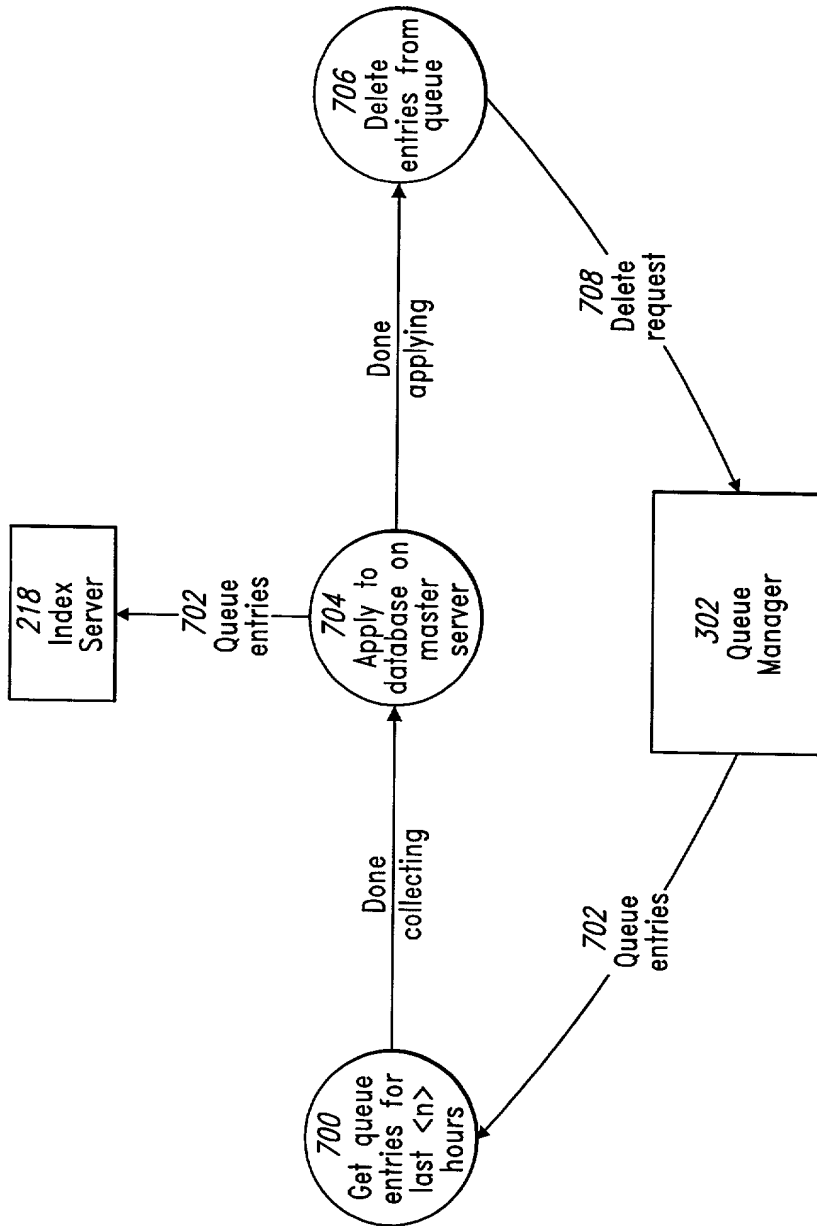 218
Index
Server
702
Queue
entries
700
Get queue
entries for
last <n>
hours
Done
collecting
704
Apply to
database on
master
server
Done
applying
706
Delete
entries from
queue
702
Queue
entries
302
Queue
Manager
708
Delete
request